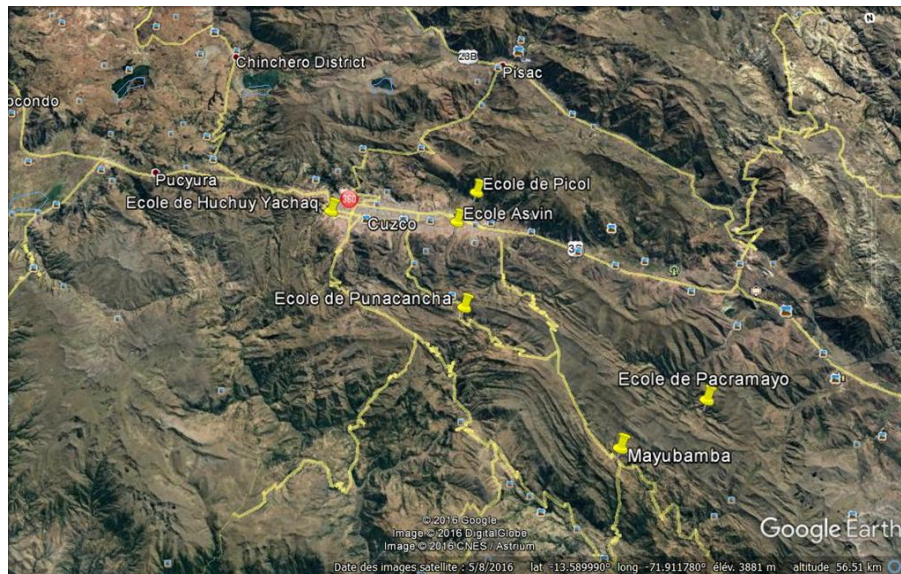 N
Chinchero District
28B
Pisac
ocondo
Pucyura
Ecole de Picol
Ecole de Huchuy Yachaq
360
Ecole Asvin
Cuzco
3S
Ecole de Punacancha
Ecole de Pacramayo
Mayubamba
© 2016 Google
Image © 2016 DigitalGlobe
Image © 2016 CNES / Astrium
Google Earth
Date des images satellite : 5/8/2016 lat -13.589990° long -71.911780° élév. 3881 m altitude 56.51 km